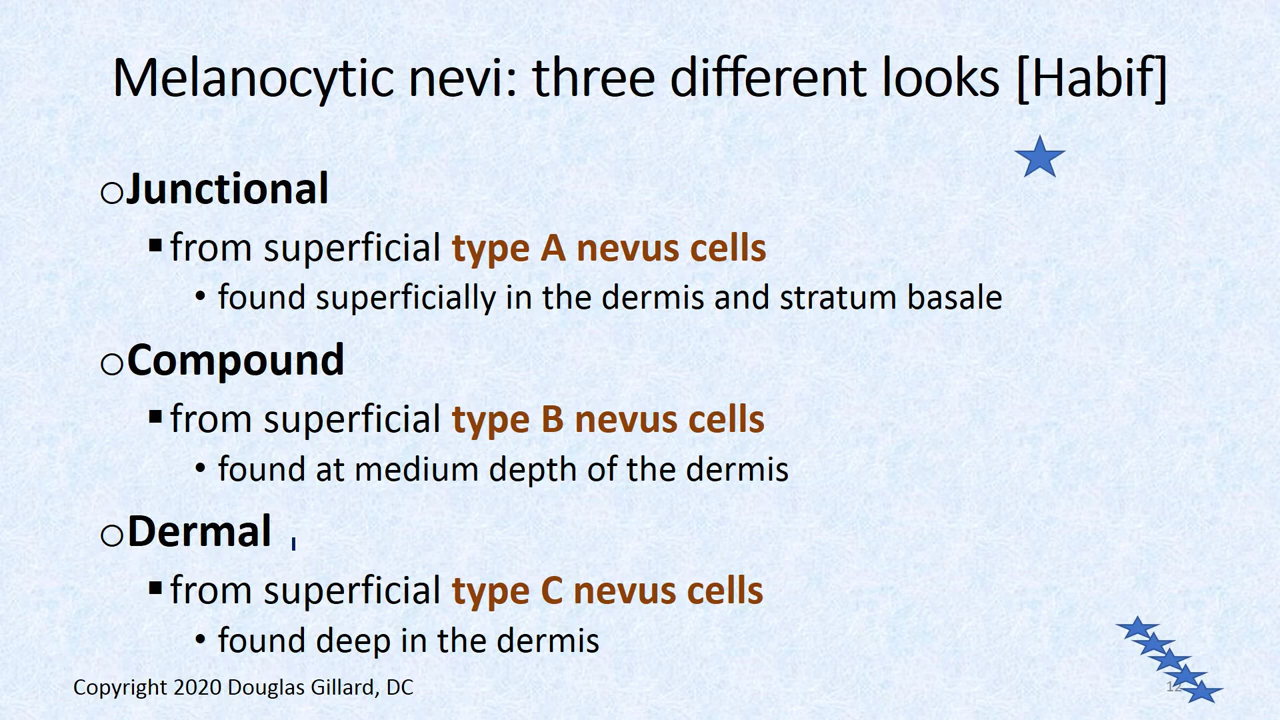 Melanocytic nevi: three different looks [Habif]
Junctional
from superficial type A nevus cells
found superficially in the dermis and stratum basale
Compound
from superficial type B nevus cells
found at medium depth of the dermis
Dermal
from superficial type C nevus cells
found deep in the dermis
Copyright 2020 Douglas Gillard, DC